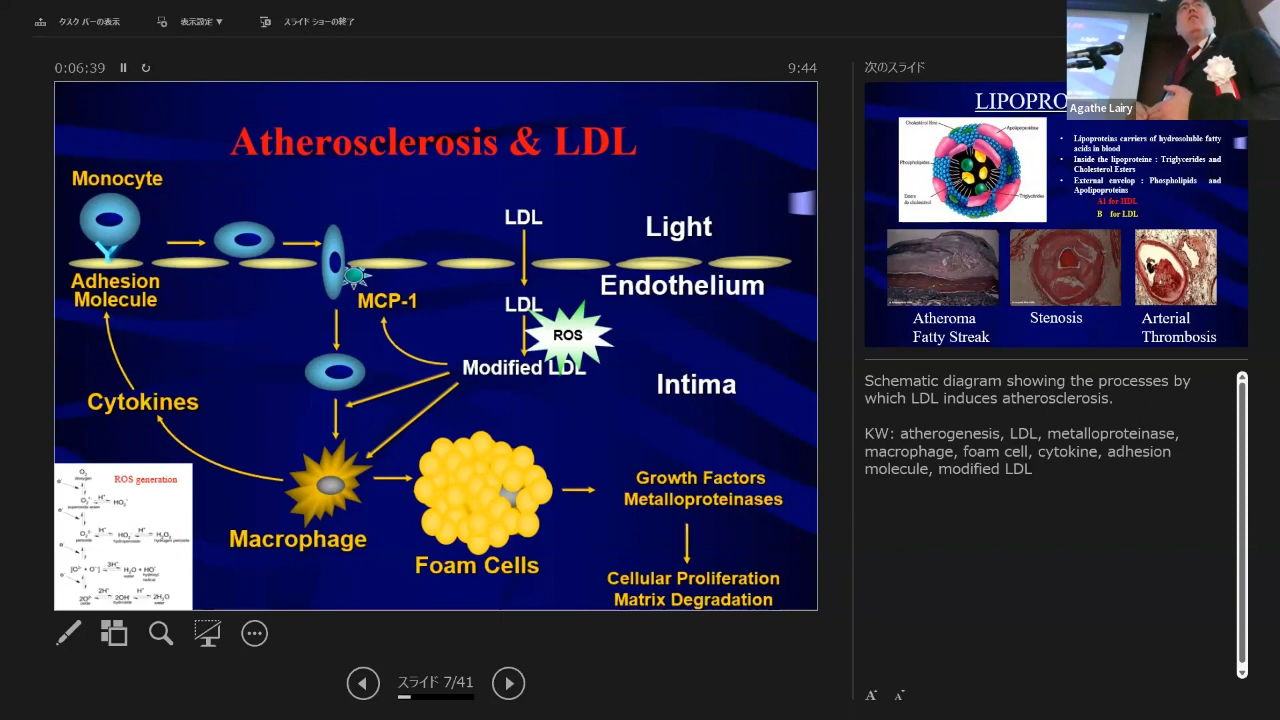 タスク バーの表示
表示設定 ▼
スライド ショーの終了
0:06:39
9:44
次のスライド
Agathe Lairy
Atherosclerosis & LDL
Monocyte
LDL
Light
Adhesion
Molecule
MCP-1
LDL
Endothelium
ROS
Modified LDL
Intima
Cytokines
ROS generation
Macrophage
Foam Cells
Growth Factors
Metalloproteinases
Cellular Proliferation
Matrix Degradation
LIPOPRO
Phospholipides
Apolipoproteins
Triglycerides
• Lipoproteins carriers of hydrosoluble fatty
acids in blood
• Inside the lipoproteine : Triglycerides and
Cholesterol Esters
• External envelop : Phospholipids and
Apolipoproteins
A1 for HDL
B for LDL
Atheroma
Fatty Streak
Stenosis
Arterial
Thrombosis
Schematic diagram showing the processes by
which LDL induces atherosclerosis.
KW: atherogenesis, LDL, metalloproteinase,
macrophage, foam cell, cytokine, adhesion
molecule, modified LDL
スライド 7/41
A A